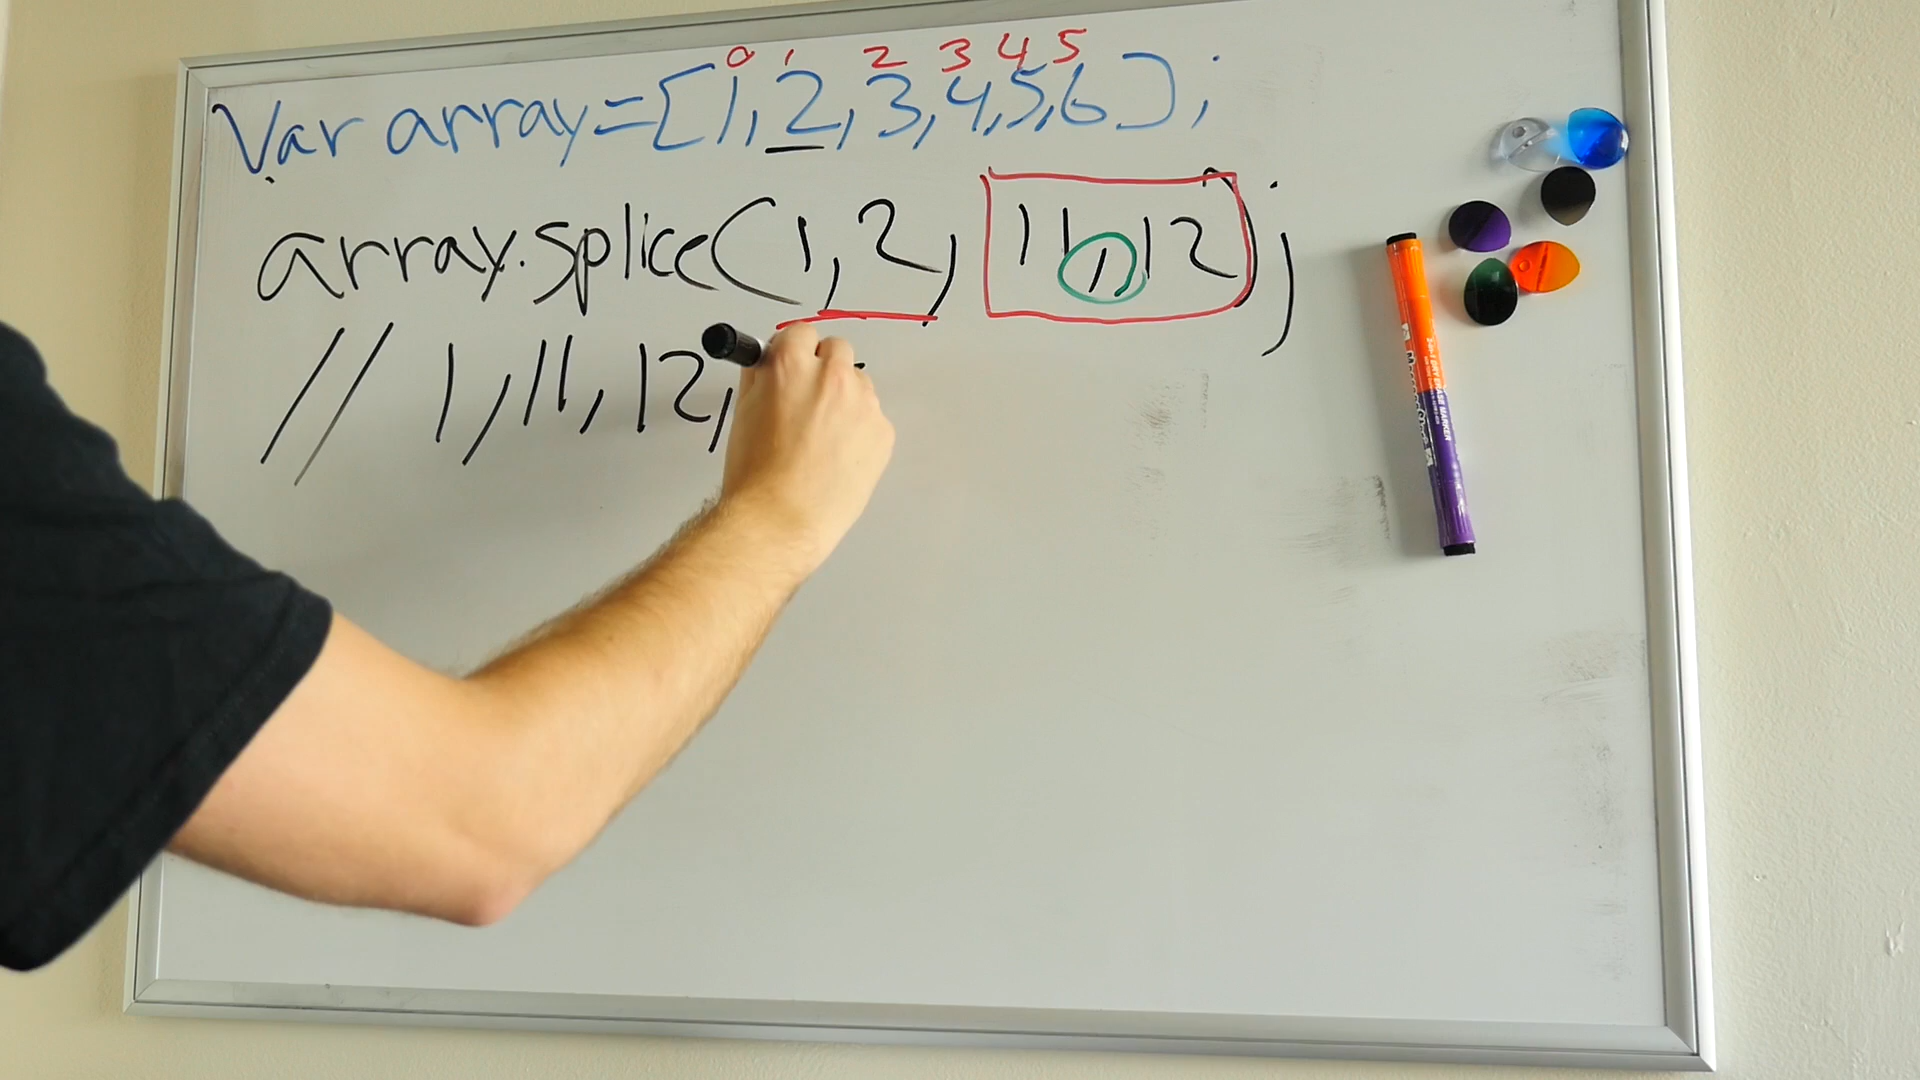 0 1 2 3 4 5
Var array=[1,2,3,4,5,6];
array.splice(1,2, 11,12);
// 1,11,12,